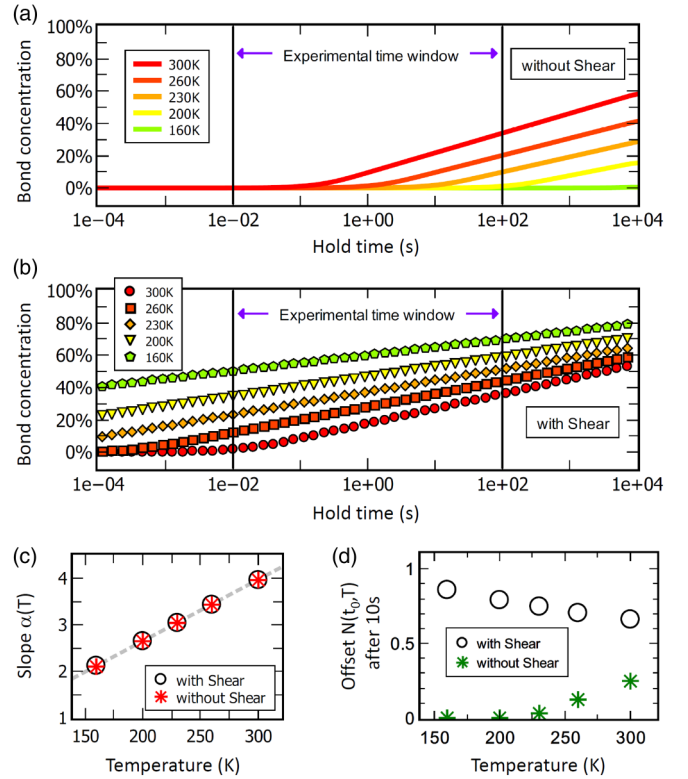 (a)
100%
80%
60%
40%
20%
0%
Bond concentration
Experimental time window
without Shear
300K
260K
230K
200K
160K
1e−04
1e−02
1e+00
1e+02
1e+04
Hold time (s)
(b)
100%
80%
60%
40%
20%
0%
Bond concentration
300K
260K
230K
200K
160K
Experimental time window
with Shear
1e−04
1e−02
1e+00
1e+02
1e+04
Hold time (s)
(c)
4
3
2
1
Slope α(T)
with Shear
without Shear
150
200
250
300
Temperature (K)
(d)
1
0.5
0
Offset N(t₀,T)
after 10s
with Shear
without Shear
150
200
250
300
Temperature (K)